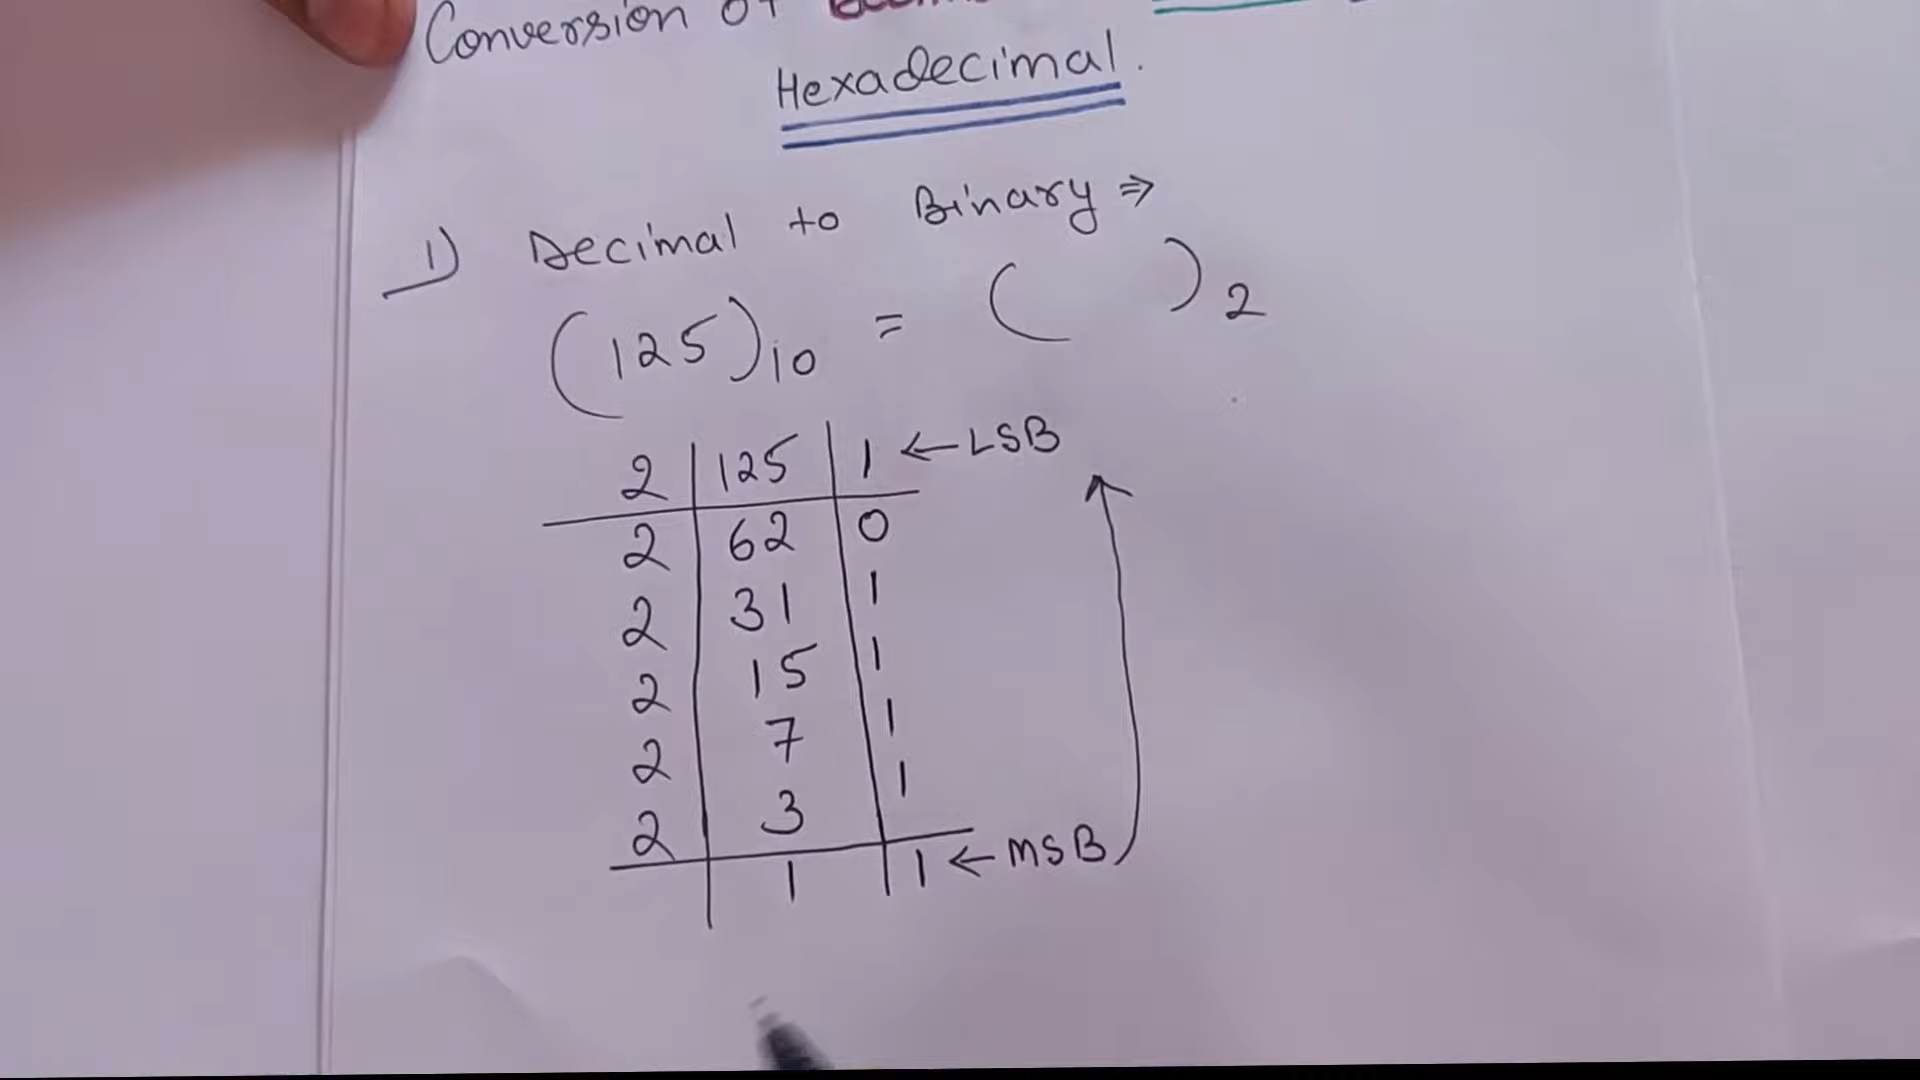 Conversion of
Hexadecimal.
1) Decimal to Binary ⇒
(125)10 = ( )2
2 | 125 | 1 ← LSB
2 | 62 | 0
2 | 31 | 1
2 | 15 | 1
2 | 7 | 1
2 | 3 | 1
| 1 | 1 ← MSB